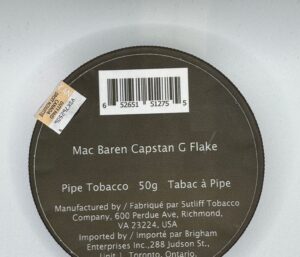 6 52651 51275 5
Mac Baren Capstan G Flake
Pipe Tobacco 50g Tabac à Pipe
Manufactured by / Fabriqué par Sutliff Tobacco
Company, 600 Perdue Ave, Richmond,
VA 23224, USA
Imported by / Importé par Brigham
Enterprises Inc.,288 Judson St.,
Unit 1, Toronto, Ontario,